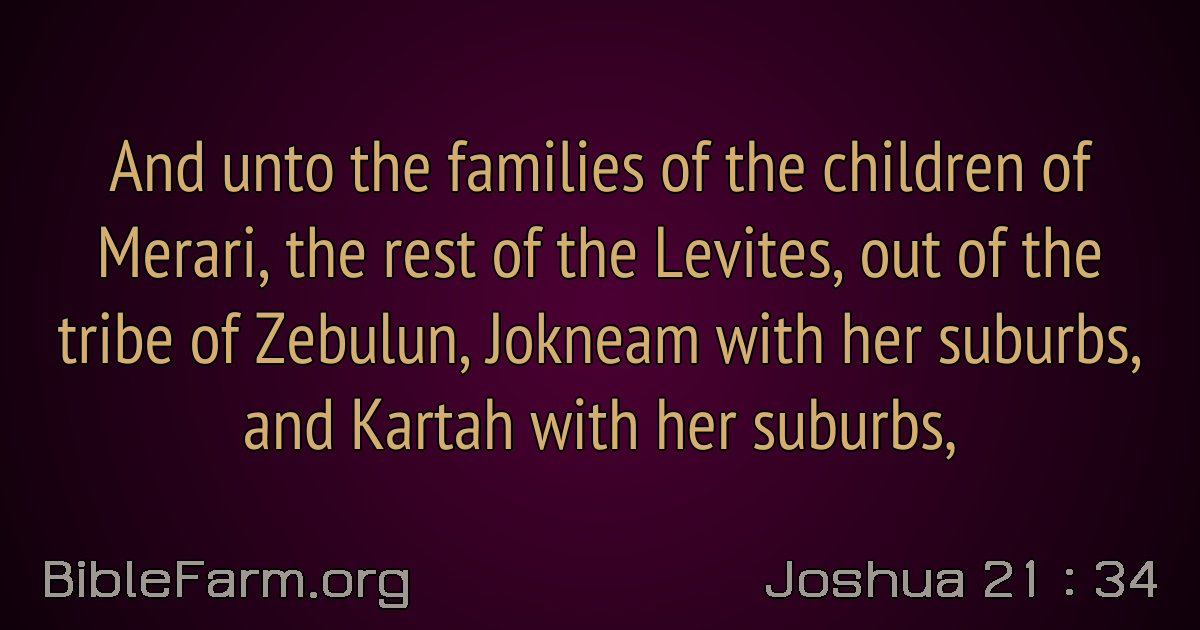 And unto the families of the children of
Merari, the rest of the Levites, out of the
tribe of Zebulun, Jokneam with her suburbs,
and Kartah with her suburbs,
BibleFarm.org
Joshua 21 : 34